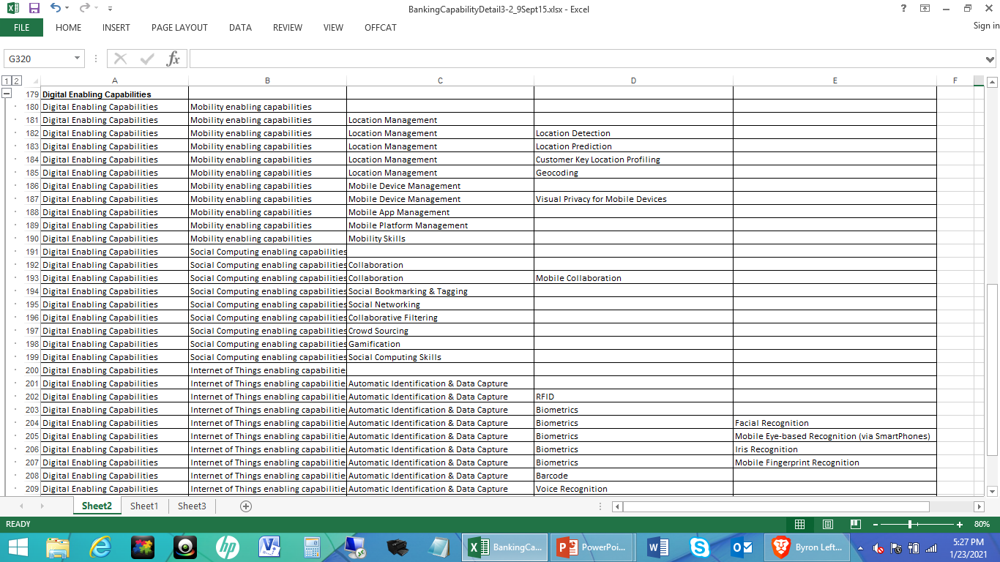 BankingCapabilityDetail3-2_9Sept15.xlsx - Excel
?
FILE HOME INSERT PAGE LAYOUT DATA REVIEW VIEW OFFCAT Sign in
G320 fx
1 2 A B C D E F
179 Digital Enabling Capabilities
180 Digital Enabling Capabilities Mobility enabling capabilities
181 Digital Enabling Capabilities Mobility enabling capabilities Location Management
182 Digital Enabling Capabilities Mobility enabling capabilities Location Management Location Detection
183 Digital Enabling Capabilities Mobility enabling capabilities Location Management Location Prediction
184 Digital Enabling Capabilities Mobility enabling capabilities Location Management Customer Key Location Profiling
185 Digital Enabling Capabilities Mobility enabling capabilities Location Management Geocoding
186 Digital Enabling Capabilities Mobility enabling capabilities Mobile Device Management
187 Digital Enabling Capabilities Mobility enabling capabilities Mobile Device Management Visual Privacy for Mobile Devices
188 Digital Enabling Capabilities Mobility enabling capabilities Mobile App Management
189 Digital Enabling Capabilities Mobility enabling capabilities Mobile Platform Management
190 Digital Enabling Capabilities Mobility enabling capabilities Mobility Skills
191 Digital Enabling Capabilities Social Computing enabling capabilities
192 Digital Enabling Capabilities Social Computing enabling capabilities Collaboration
193 Digital Enabling Capabilities Social Computing enabling capabilities Collaboration Mobile Collaboration
194 Digital Enabling Capabilities Social Computing enabling capabilities Social Bookmarking & Tagging
195 Digital Enabling Capabilities Social Computing enabling capabilities Social Networking
196 Digital Enabling Capabilities Social Computing enabling capabilities Collaborative Filtering
197 Digital Enabling Capabilities Social Computing enabling capabilities Crowd Sourcing
198 Digital Enabling Capabilities Social Computing enabling capabilities Gamification
199 Digital Enabling Capabilities Social Computing enabling capabilities Social Computing Skills
200 Digital Enabling Capabilities Internet of Things enabling capabilitie
201 Digital Enabling Capabilities Internet of Things enabling capabilitie Automatic Identification & Data Capture
202 Digital Enabling Capabilities Internet of Things enabling capabilitie Automatic Identification & Data Capture RFID
203 Digital Enabling Capabilities Internet of Things enabling capabilitie Automatic Identification & Data Capture Biometrics
204 Digital Enabling Capabilities Internet of Things enabling capabilitie Automatic Identification & Data Capture Biometrics Facial Recognition
205 Digital Enabling Capabilities Internet of Things enabling capabilitie Automatic Identification & Data Capture Biometrics Mobile Eye-based Recognition (via SmartPhones)
206 Digital Enabling Capabilities Internet of Things enabling capabilitie Automatic Identification & Data Capture Biometrics Iris Recognition
207 Digital Enabling Capabilities Internet of Things enabling capabilitie Automatic Identification & Data Capture Biometrics Mobile Fingerprint Recognition
208 Digital Enabling Capabilities Internet of Things enabling capabilitie Automatic Identification & Data Capture Barcode
209 Digital Enabling Capabilities Internet of Things enabling capabilitie Automatic Identification & Data Capture Voice Recognition
Sheet2 Sheet1 Sheet3
READY 80%
BankingCa... PowerPoi... Byron Left... 5:27 PM
1/23/2021